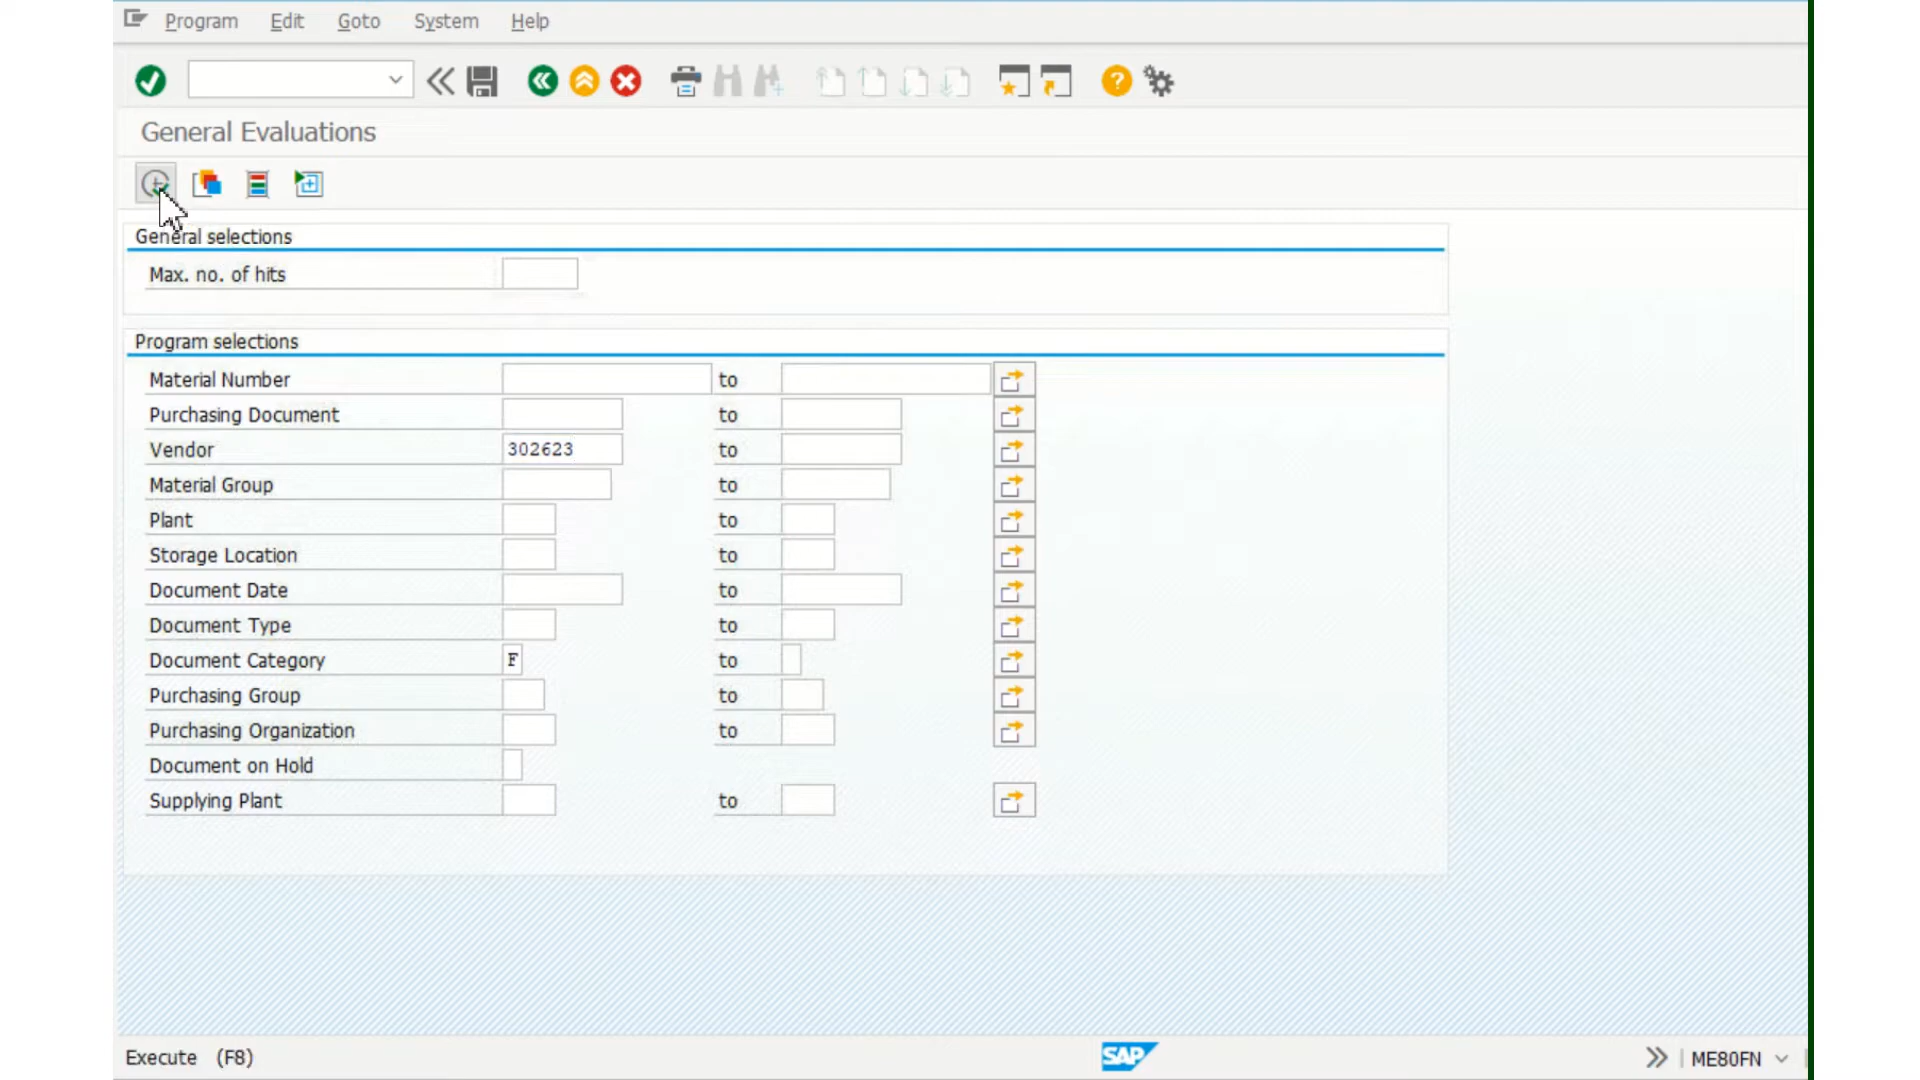 Program Edit Goto System Help
General Evaluations
General selections
Max. no. of hits
Program selections
Material Number to
Purchasing Document to
Vendor 302623 to
Material Group to
Plant to
Storage Location to
Document Date to
Document Type to
Document Category F to
Purchasing Group to
Purchasing Organization to
Document on Hold
Supplying Plant to
Execute (F8) SAP ME80FN